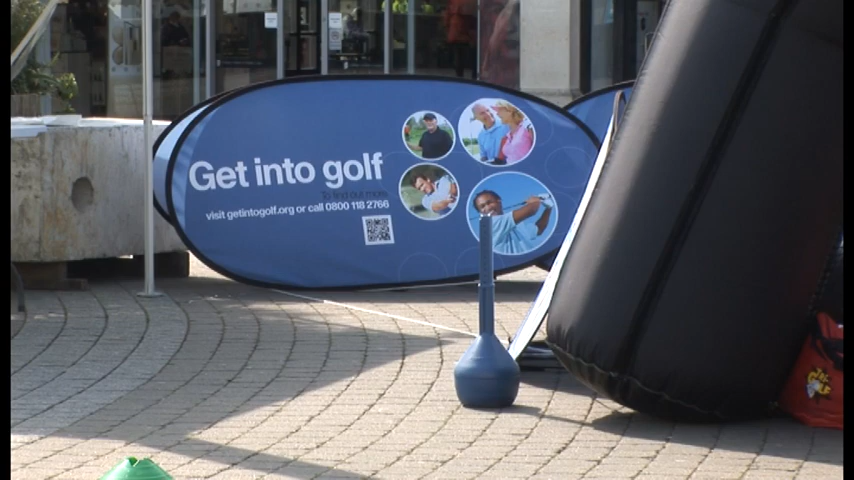 Get into golf
To find out more
visit getintogolf.org or call 0800 118 2766